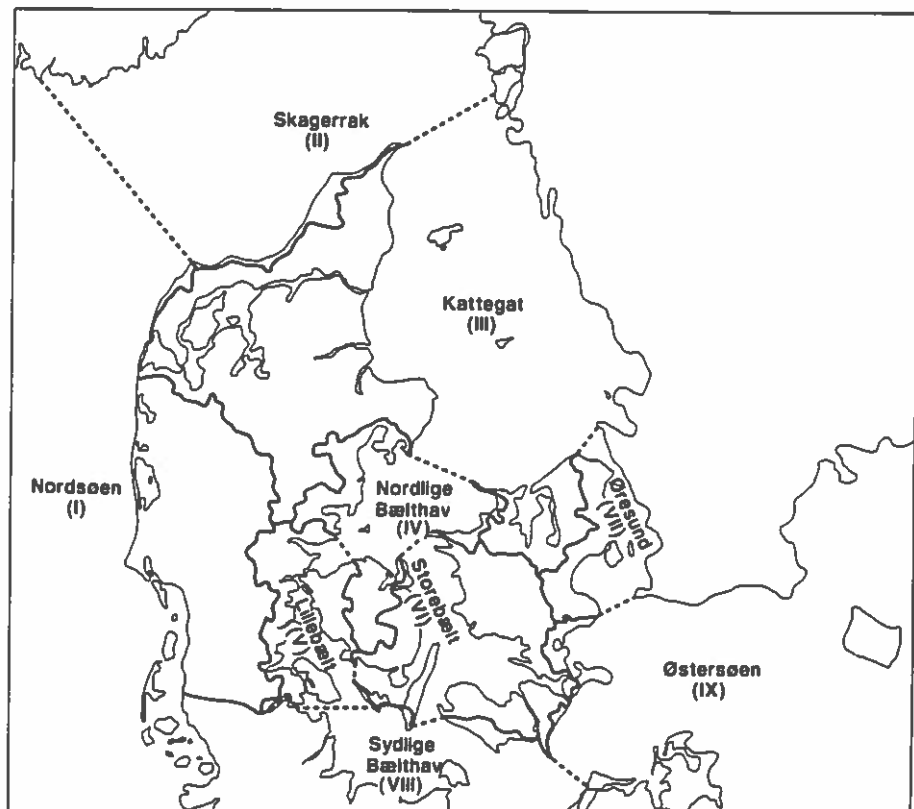 Skagerrak
(II)
Kattegat
(III)
Nordsøen
(I)
Nordlige
Bælthav
(IV)
Øresund
(VII)
Storebælt
(VI)
Lillebælt
(V)
Østersøen
(IX)
Sydlige
Bælthav
(VIII)